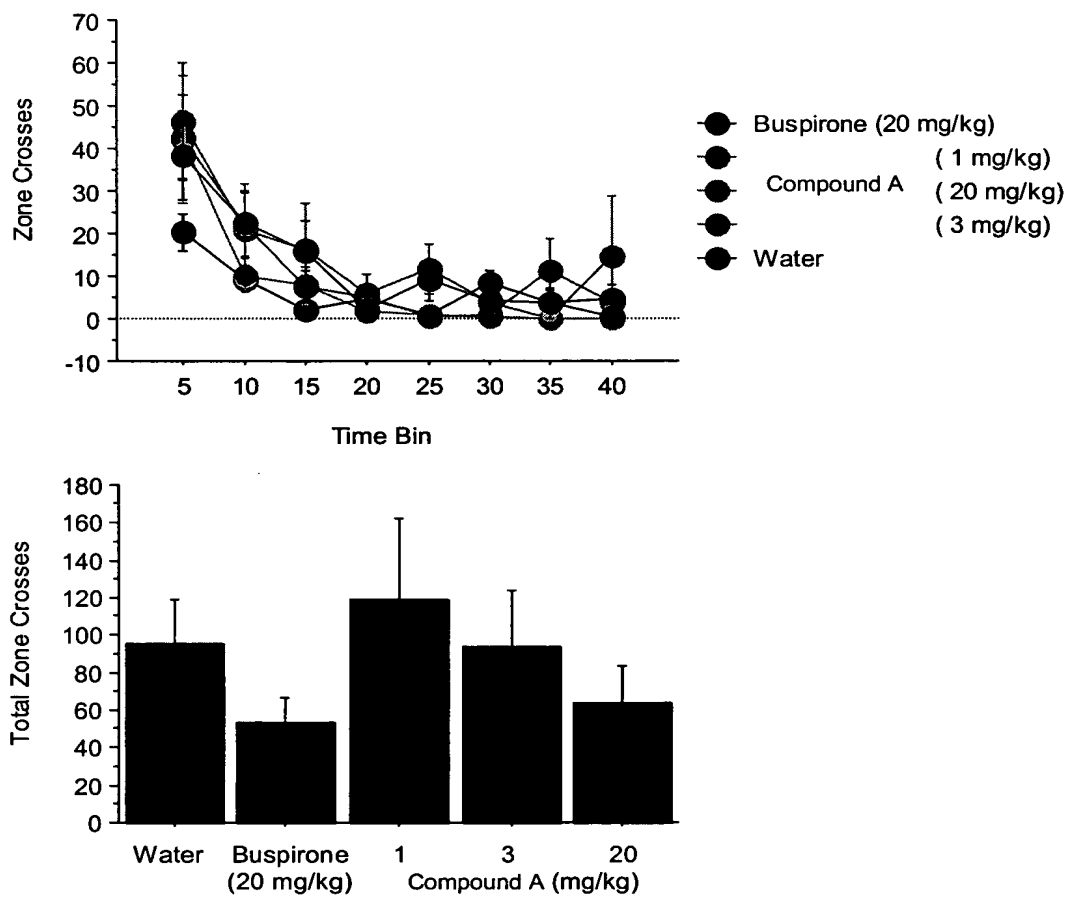 70
60
50
40
30
20
10
0
-10
Zone Crosses
5 10 15 20 25 30 35 40
Time Bin
Buspirone (20 mg/kg)
( 1 mg/kg)
Compound A ( 20 mg/kg)
( 3 mg/kg)
Water
180
160
140
120
100
80
60
40
20
0
Total Zone Crosses
Water Buspirone 1 3 20
(20 mg/kg) Compound A (mg/kg)